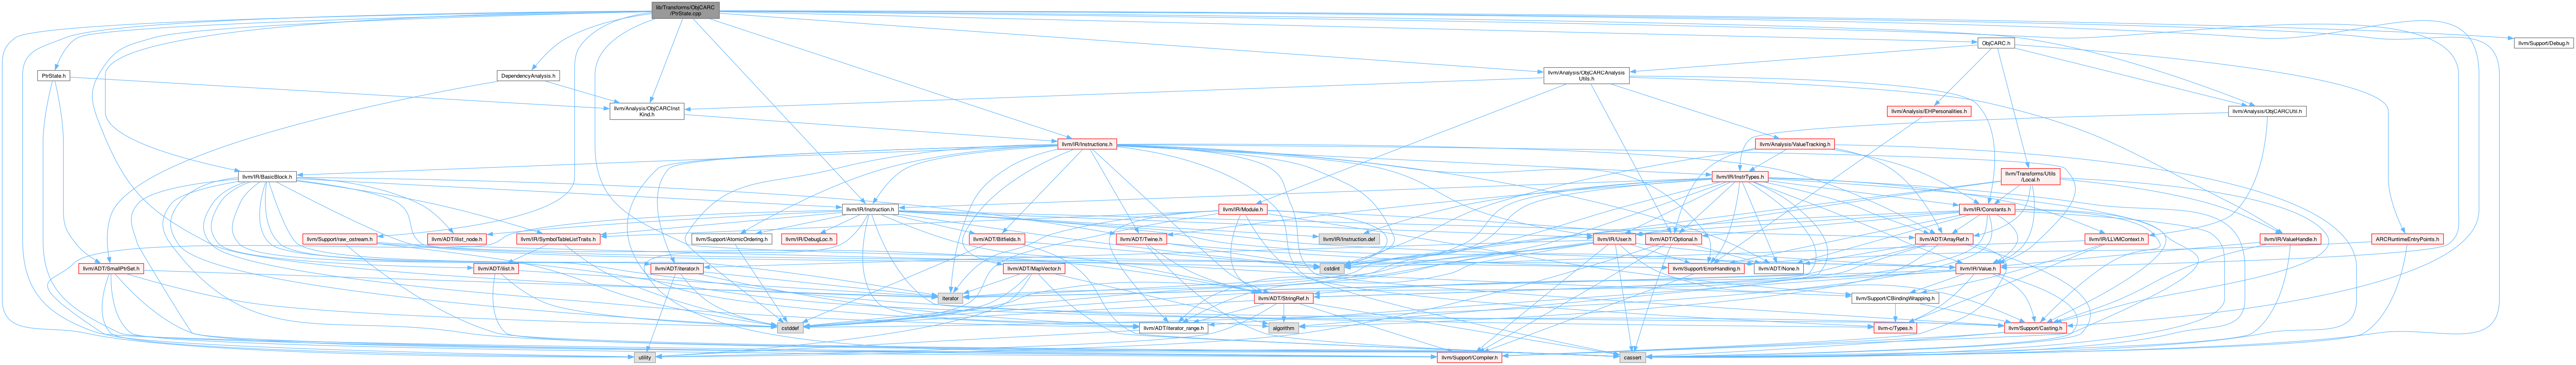 lib/Transforms/ObjCARC
/PtrState.cpp
ObjCARC.h
llvm/Support/Debug.h
PtrState.h
DependencyAnalysis.h
llvm/Analysis/ObjCARCAnalysis
Utils.h
llvm/Analysis/ObjCARCInst
Kind.h
llvm/Analysis/EHPersonalities.h
llvm/Analysis/ObjCARCUtil.h
llvm/IR/Instructions.h
llvm/Analysis/ValueTracking.h
llvm/IR/BasicBlock.h
llvm/IR/InstrTypes.h
llvm/Transforms/Utils
/Local.h
llvm/IR/Instruction.h
llvm/IR/Module.h
llvm/IR/Constants.h
llvm/Support/raw_ostream.h
llvm/ADT/ilist_node.h
llvm/IR/SymbolTableListTraits.h
llvm/Support/AtomicOrdering.h
llvm/IR/DebugLoc.h
llvm/ADT/Bitfields.h
llvm/ADT/Twine.h
llvm/IR/Instruction.def
llvm/IR/User.h
llvm/ADT/Optional.h
llvm/ADT/ArrayRef.h
llvm/IR/LLVMContext.h
llvm/IR/ValueHandle.h
ARCRuntimeEntryPoints.h
llvm/ADT/SmallPtrSet.h
llvm/ADT/ilist.h
llvm/ADT/iterator.h
llvm/ADT/MapVector.h
cstdint
llvm/Support/ErrorHandling.h
llvm/ADT/None.h
llvm/IR/Value.h
iterator
llvm/ADT/StringRef.h
llvm/Support/CBindingWrapping.h
cstddef
llvm/ADT/iterator_range.h
algorithm
llvm-c/Types.h
llvm/Support/Casting.h
utility
llvm/Support/Compiler.h
cassert